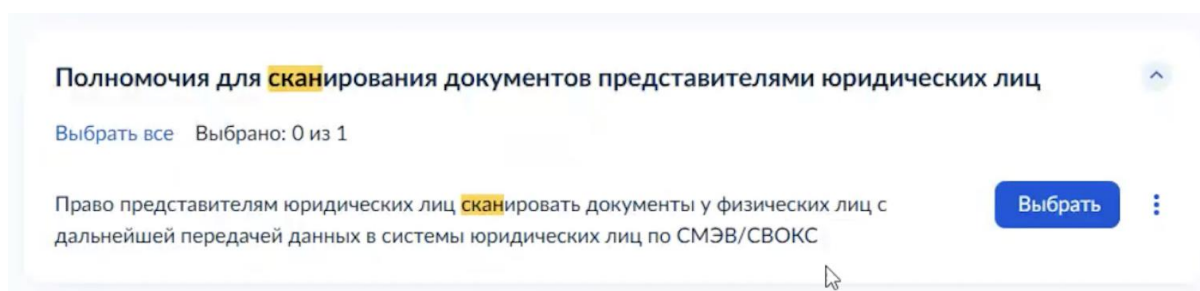 Полномочия для сканирования документов представителями юридических лиц
Выбрать все Выбрано: 0 из 1
Право представителям юридических лиц сканировать документы у физических лиц с
Выбрать
дальнейшей передачей данных в системы юридических лиц по СМЭВ/СВОКС